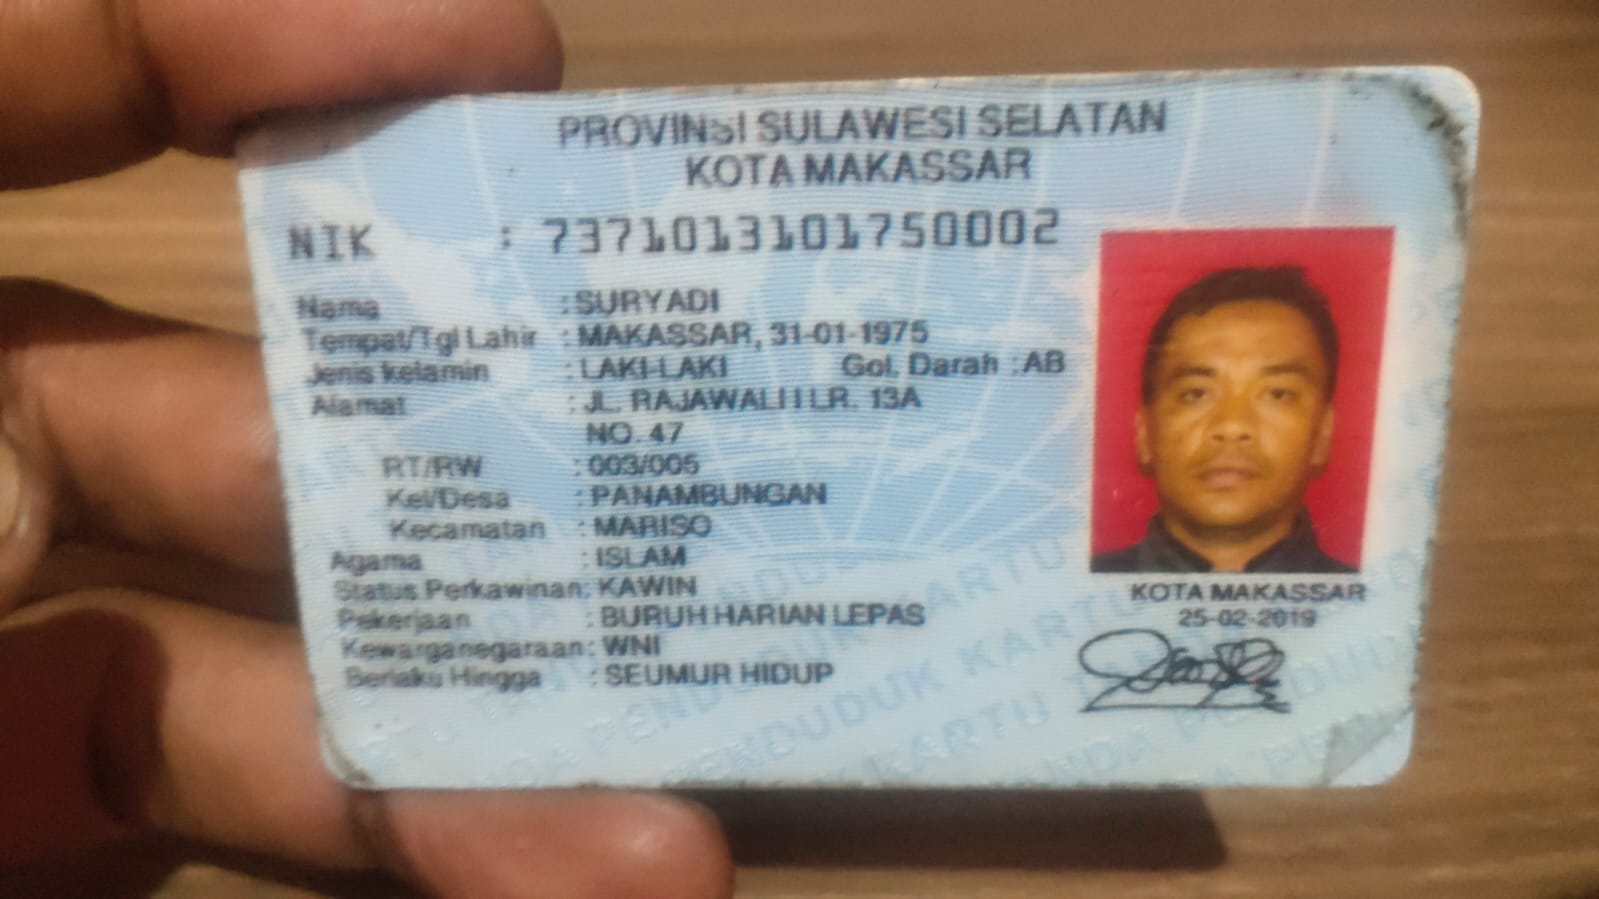 PROVINSI SULAWESI SELATAN
KOTA MAKASSAR
NIK : 7371013101750002
Nama : SURYADI
Tempat/Tgl Lahir : MAKASSAR, 31-01-1975
Jenis kelamin : LAKI-LAKI Gol. Darah : AB
Alamat : JL. RAJAWALI I LR. 13A
NO. 47
RT/RW : 003/005
Kel/Desa : PANAMBUNGAN
Kecamatan : MARISO
Agama : ISLAM
Status Perkawinan: KAWIN
Pekerjaan : BURUH HARIAN LEPAS
Kewarganegaraan: WNI
Berlaku Hingga : SEUMUR HIDUP
KOTA MAKASSAR
25-02-2019